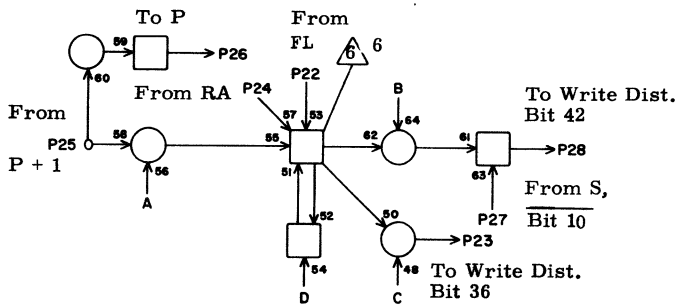 To P
From
FL
6 6
59
P26
60
From RA
P24
P22
B
To Write Dist.
Bit 42
From
57
53
64
P25
58
55
62
61
P28
P + 1
56
51
63
From S,
Bit 10
A
52
50
P27
P23
54
48
To Write Dist.
Bit 36
D
C